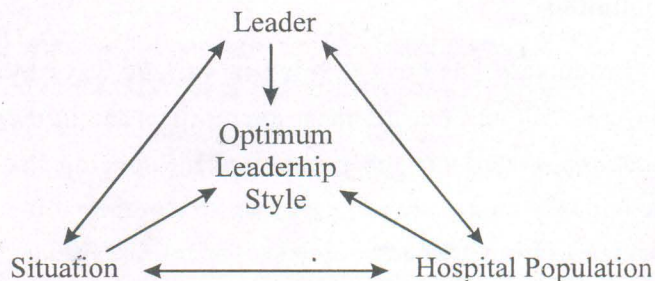 Leader
Optimum
Leaderhip
Style
Situation
Hospital Population